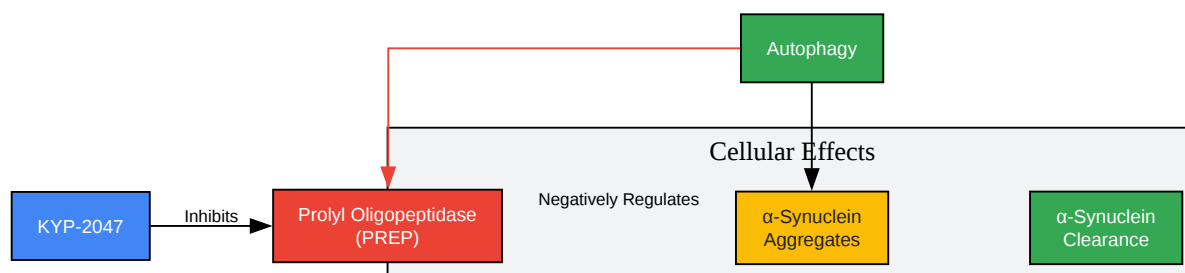 Autophagy
Cellular Effects
KYP-2047
Inhibits
Prolyl Oligopeptidase
(PREP)
Negatively Regulates
α-Synuclein
Aggregates
α-Synuclein
Clearance